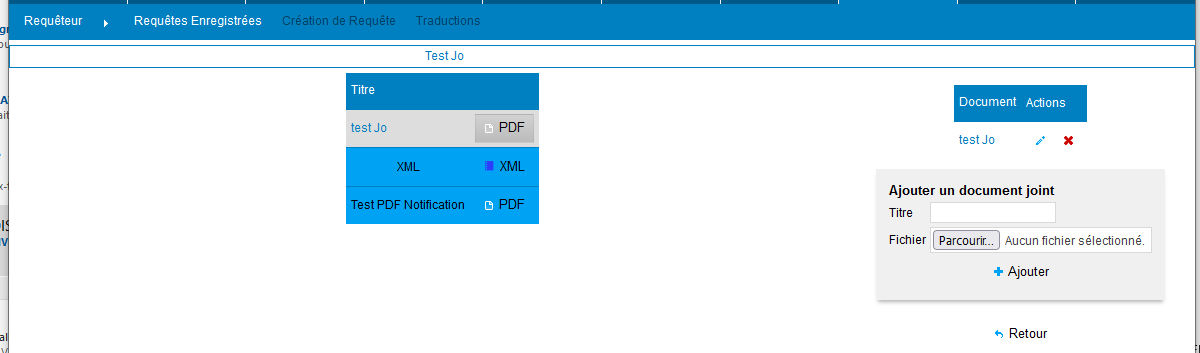 Requêteur Requêtes Enregistrées Création de Requête Traductions
Test Jo
Titre
test Jo PDF
XML XML
Test PDF Notification PDF
Document Actions
test Jo
Ajouter un document joint
Titre
Fichier Parcourir... Aucun fichier sélectionné.
Ajouter
Retour